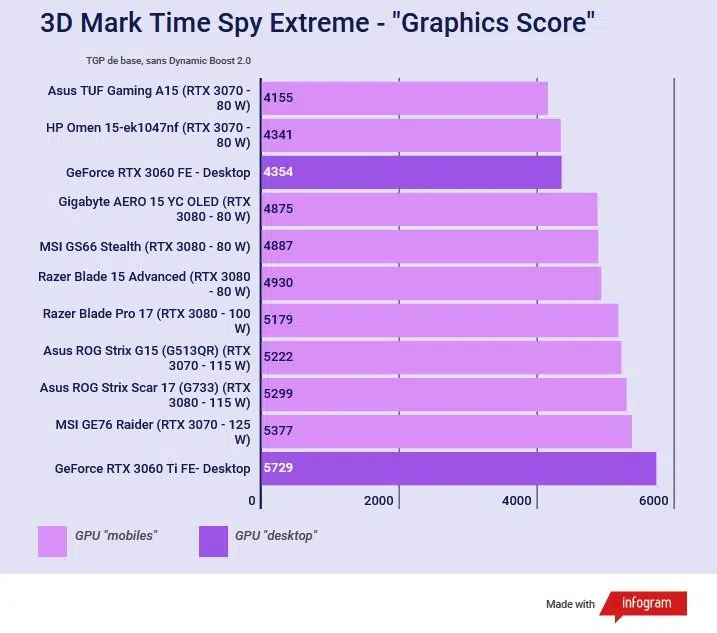 3D Mark Time Spy Extreme - "Graphics Score"
TGP de base, sans Dynamic Boost 2.0
Asus TUF Gaming A15 (RTX 3070 -
80 W)
4155
HP Omen 15-ek1047nf (RTX 3070 -
80 W)
4341
GeForce RTX 3060 FE - Desktop
4354
Gigabyte AERO 15 YC OLED (RTX
3080 - 80 W)
4875
MSI GS66 Stealth (RTX 3080 - 80 W)
4887
Razer Blade 15 Advanced (RTX 3080
- 80 W)
4930
Razer Blade Pro 17 (RTX 3080 - 100
W)
5179
Asus ROG Strix G15 (G513QR) (RTX
3070 - 115 W)
5222
Asus ROG Strix Scar 17 (G733) (RTX
3080 - 115 W)
5299
MSI GE76 Raider (RTX 3070 - 125
W)
5377
GeForce RTX 3060 Ti FE- Desktop
5729
0 2000 4000 6000
GPU "mobiles" GPU "desktop"
Made with infogram